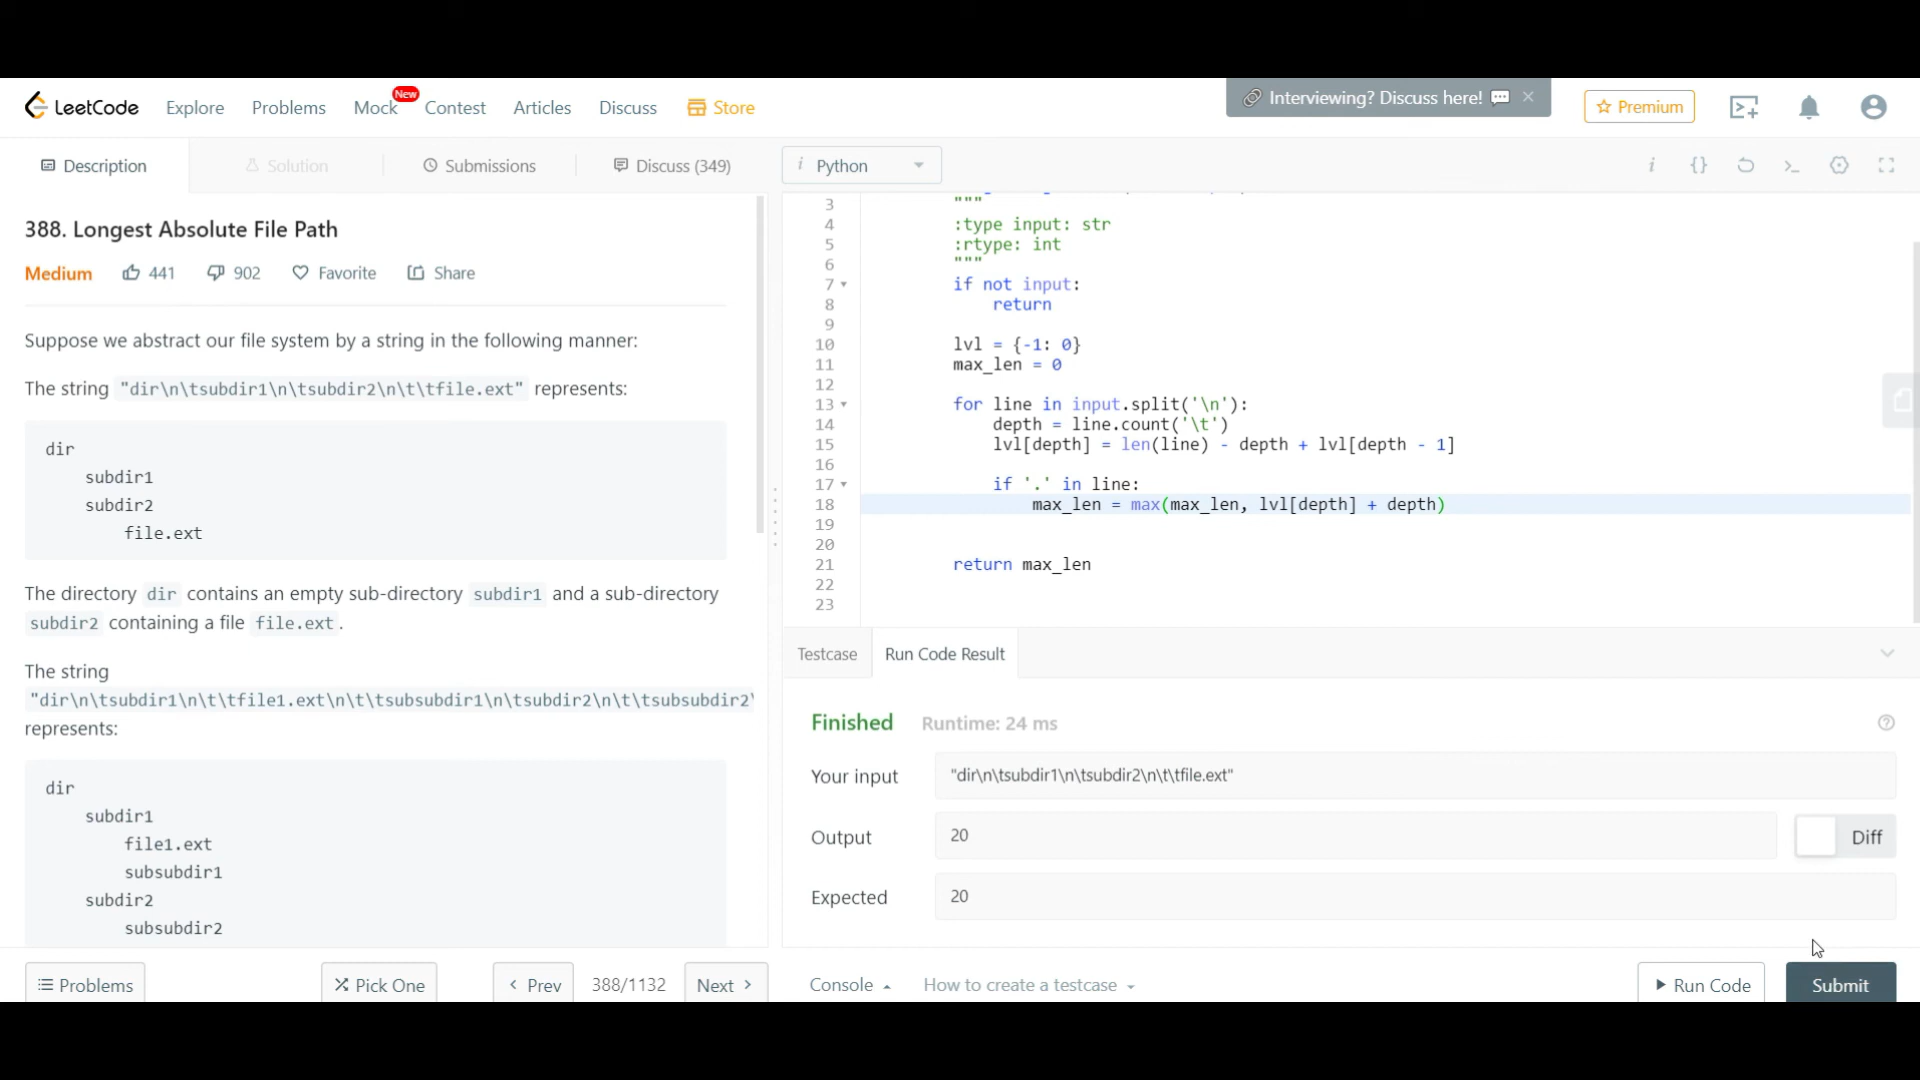 LeetCode Explore Problems Mock New Contest Articles Discuss Store
Interviewing? Discuss here! Premium
Description Solution Submissions Discuss (349)
388. Longest Absolute File Path
Medium 441 902 Favorite Share
Suppose we abstract our file system by a string in the following manner:
The string "dir\n\tsubdir1\n\tsubdir2\n\t\tfile.ext" represents:
dir
subdir1
subdir2
file.ext
The directory dir contains an empty sub-directory subdir1 and a sub-directory
subdir2 containing a file file.ext.
The string
"dir\n\tsubdir1\n\t\tfile1.ext\n\t\tsubsubdir1\n\tsubdir2\n\t\tsubsubdir2\
represents:
dir
subdir1
file1.ext
subsubdir1
subdir2
subsubdir2
Problems Pick One Prev 388/1132 Next
i Python
i {} >_
3 """
4 :type input: str
5 :rtype: int
6 """
7 if not input:
8 return
9
10 lvl = {-1: 0}
11 max_len = 0
12
13 for line in input.split('\n'):
14 depth = line.count('\t')
15 lvl[depth] = len(line) - depth + lvl[depth - 1]
16
17 if '.' in line:
18 max_len = max(max_len, lvl[depth] + depth)
19
20
21 return max_len
22
23
Testcase Run Code Result
Finished Runtime: 24 ms
Your input "dir\n\tsubdir1\n\tsubdir2\n\t\tfile.ext"
Output 20 Diff
Expected 20
Console How to create a testcase Run Code Submit